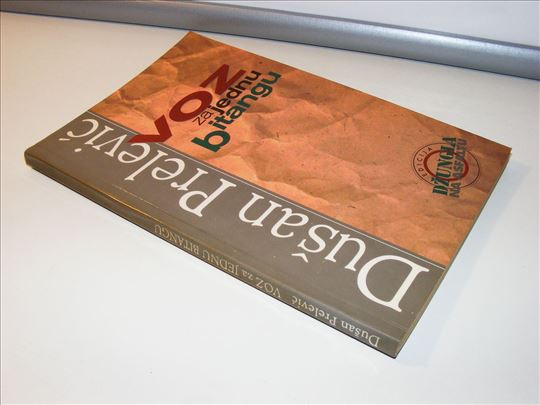 Dušan Prelević
VOZ
za jednu
bitangu
EDICIJA
DŽUNGLA
NA ASFALTU
Dušan Prelević VOZ za JEDNU BITANGU